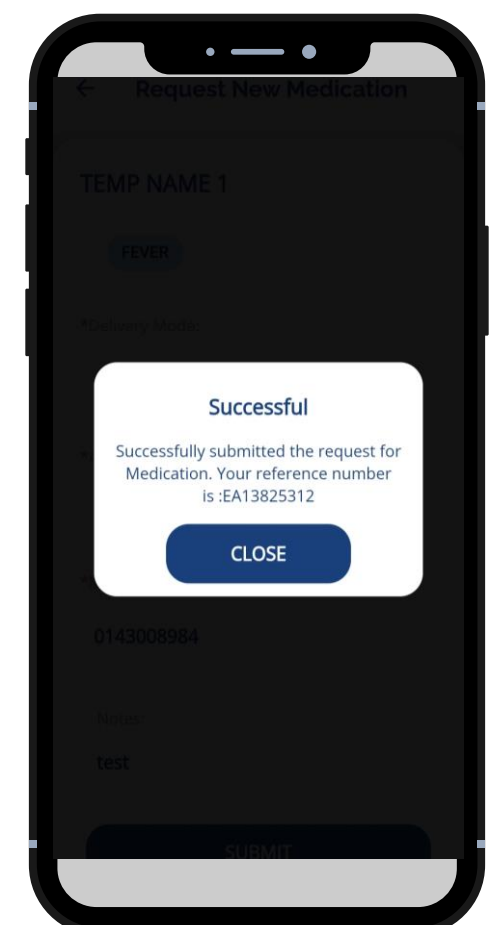 Request New Medication
TEMP NAME 1
FEVER
*Delivery Mode:
Successful
Successfully submitted the request for
Medication. Your reference number
is :EA13825312
CLOSE
0143008984
Notes:
test
SUBMIT